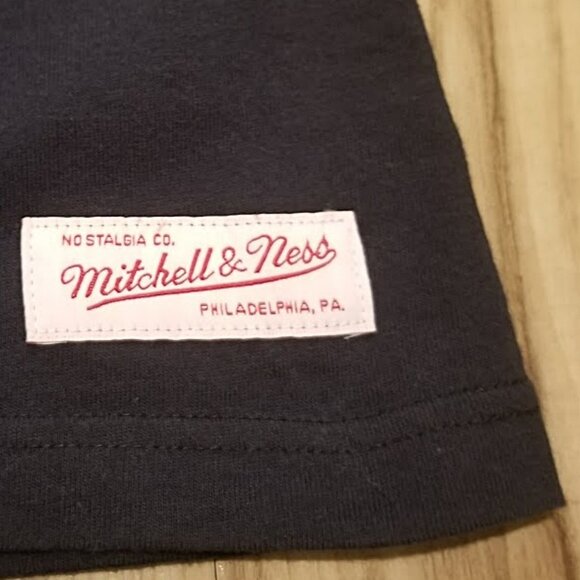 NOSTALGIA CO.
Mitchell & Ness
PHILADELPHIA, PA.